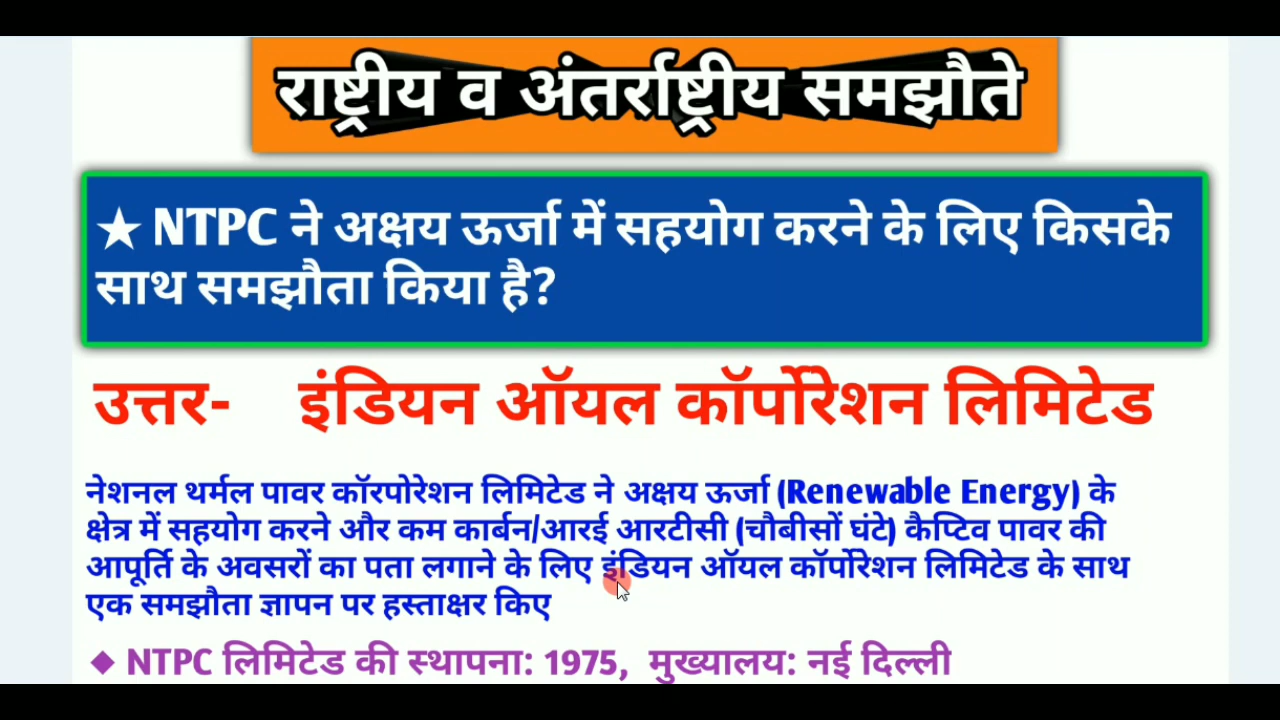 राष्ट्रीय व अंतर्राष्ट्रीय समझौते
★ NTPC ने अक्षय ऊर्जा में सहयोग करने के लिए किसके
साथ समझौता किया है?
उत्तर- इंडियन ऑयल कॉर्पोरेशन लिमिटेड
नेशनल थर्मल पावर कॉरपोरेशन लिमिटेड ने अक्षय ऊर्जा (Renewable Energy) के
क्षेत्र में सहयोग करने और कम कार्बन/आरई आरटीसी (चौबीसों घंटे) कैप्टिव पावर की
आपूर्ति के अवसरों का पता लगाने के लिए इंडियन ऑयल कॉर्पोरेशन लिमिटेड के साथ
एक समझौता ज्ञापन पर हस्ताक्षर किए
◆ NTPC लिमिटेड की स्थापना: 1975, मुख्यालय: नई दिल्ली